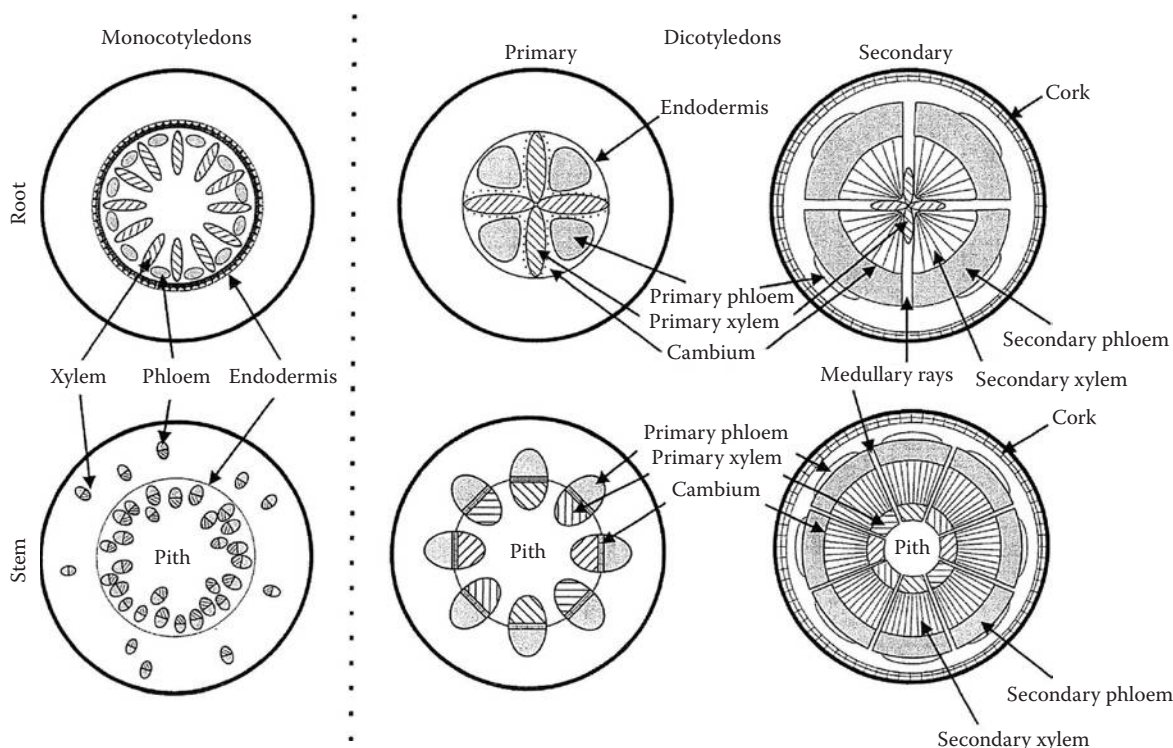 Monocotyledons
Dicotyledons
Primary
Secondary
Cork
Endodermis
Root
Primary phloem
Primary xylem
Cambium
Secondary phloem
Xylem
Phloem
Endodermis
Medullary rays
Secondary xylem
Cork
Primary phloem
Primary xylem
Cambium
Stem
Pith
Pith
Pith
Secondary phloem
Secondary xylem